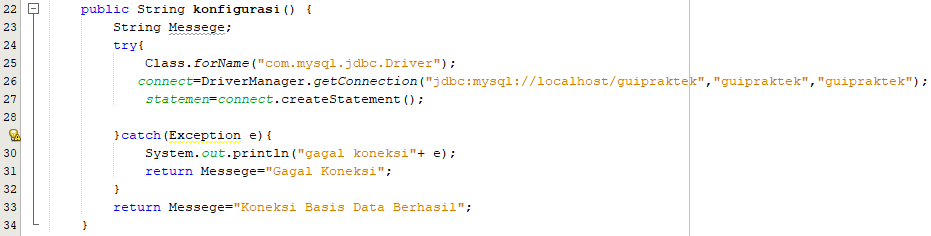 22 public String konfigurasi() {
23 String Messege;
24 try{
25 Class.forName("com.mysql.jdbc.Driver");
26 connect=DriverManager.getConnection("jdbc:mysql://localhost/guipraktek","guipraktek","guipraktek");
27 statemen=connect.createStatement();
28
}catch(Exception e){
30 System.out.println("gagal koneksi"+ e);
31 return Messege="Gagal Koneksi";
32 }
33 return Messege="Koneksi Basis Data Berhasil";
34 }